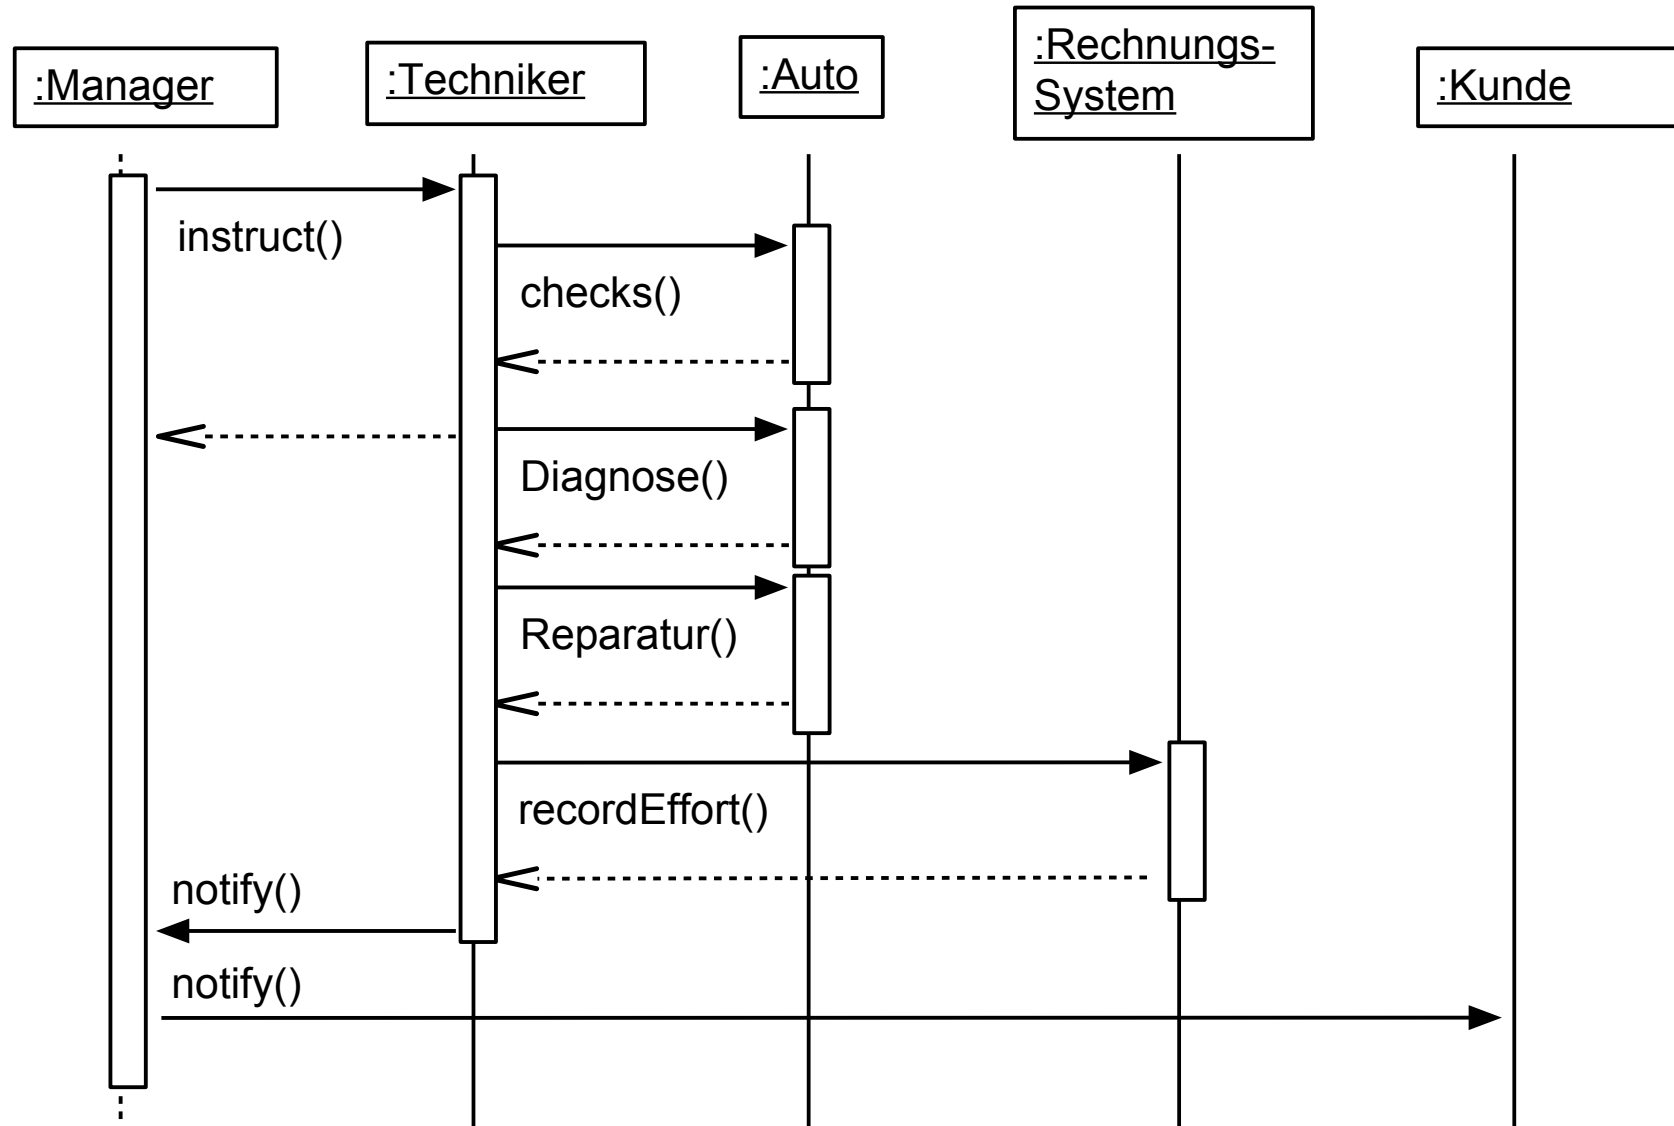 :Manager
:Techniker
:Auto
:Rechnungs-
System
:Kunde
instruct()
checks()
Diagnose()
Reparatur()
recordEffort()
notify()
notify()